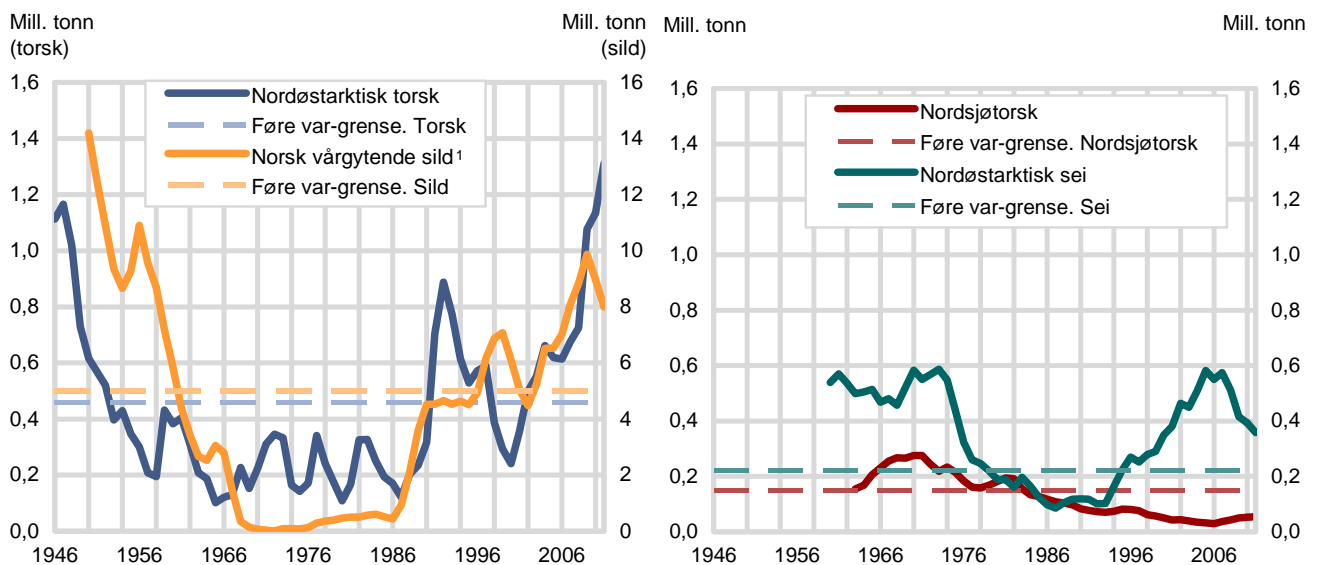 Mill. tonn
(torsk)
Mill. tonn
(sild)
1,6
1,4
1,2
1,0
0,8
0,6
0,4
0,2
0,0
16
14
12
10
8
6
4
2
0
Nordøstarktisk torsk
Føre var-grense. Torsk
Norsk vårgytende sild¹
Føre var-grense. Sild
1946 1956 1966 1976 1986 1996 2006
Mill. tonn
Mill. tonn
1,6
1,4
1,2
1,0
0,8
0,6
0,4
0,2
0,0
1,6
1,4
1,2
1,0
0,8
0,6
0,4
0,2
0,0
Nordsjøtorsk
Føre var-grense. Nordsjøtorsk
Nordøstarktisk sei
Føre var-grense. Sei
1946 1956 1966 1976 1986 1996 2006